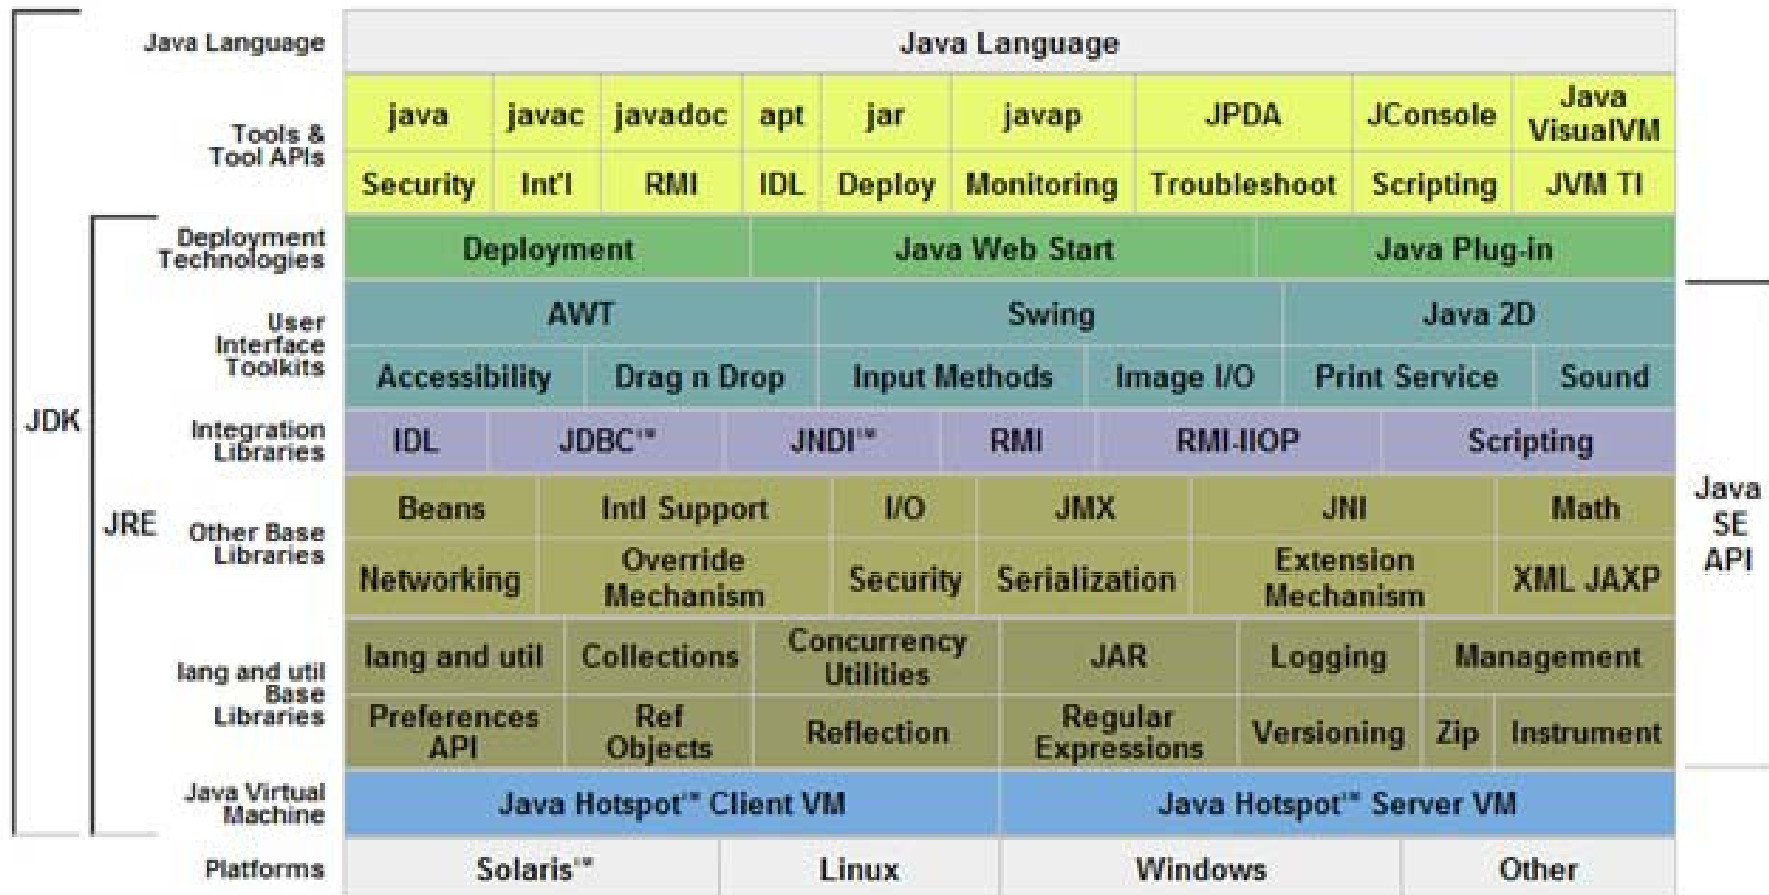 Java Language
Java Language
Tools &
Tool APIs
java javac javadoc apt jar javap JPDA JConsole Java VisualVM
Security Int'l RMI IDL Deploy Monitoring Troubleshoot Scripting JVM TI
Deployment
Technologies
Deployment Java Web Start Java Plug-in
User
Interface
Toolkits
AWT Swing Java 2D
Accessibility Drag n Drop Input Methods Image I/O Print Service Sound
Integration
Libraries
IDL JDBC™ JNDI™ RMI RMI-IIOP Scripting
Other Base
Libraries
Beans Intl Support I/O JMX JNI Math
Networking Override Mechanism Security Serialization Extension Mechanism XML JAXP
lang and util
Base
Libraries
lang and util Collections Concurrency Utilities JAR Logging Management
Preferences API Ref Objects Reflection Regular Expressions Versioning Zip Instrument
Java Virtual
Machine
Java Hotspot™ Client VM Java Hotspot™ Server VM
Platforms
Solaris™ Linux Windows Other
JDK
JRE
Java
SE
API